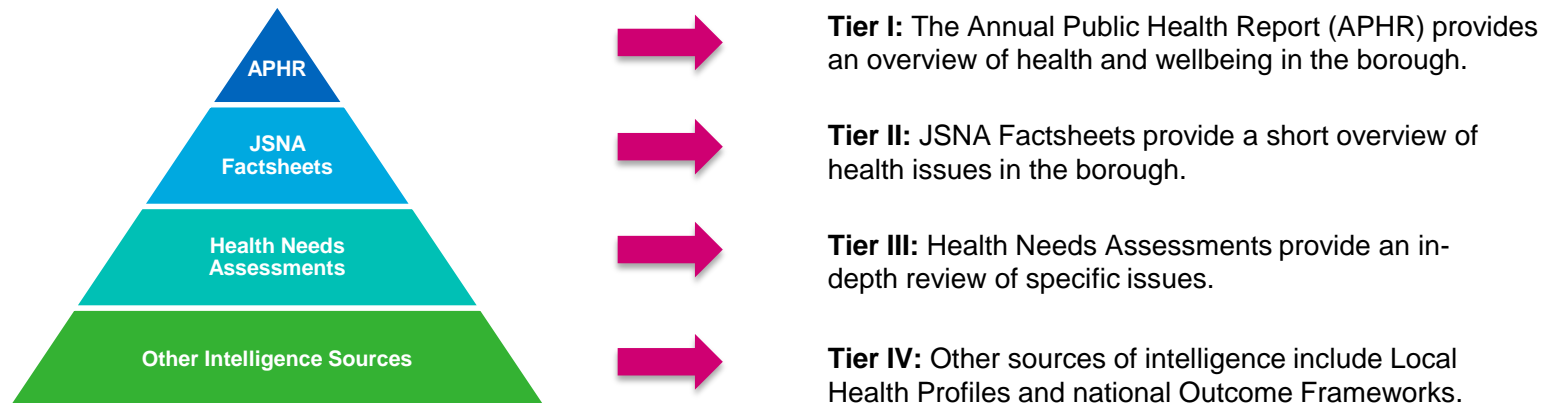 APHR
Tier I: The Annual Public Health Report (APHR) provides
an overview of health and wellbeing in the borough.
JSNA
Factsheets
Tier II: JSNA Factsheets provide a short overview of
health issues in the borough.
Health Needs
Assessments
Tier III: Health Needs Assessments provide an in-
depth review of specific issues.
Other Intelligence Sources
Tier IV: Other sources of intelligence include Local
Health Profiles and national Outcome Frameworks.